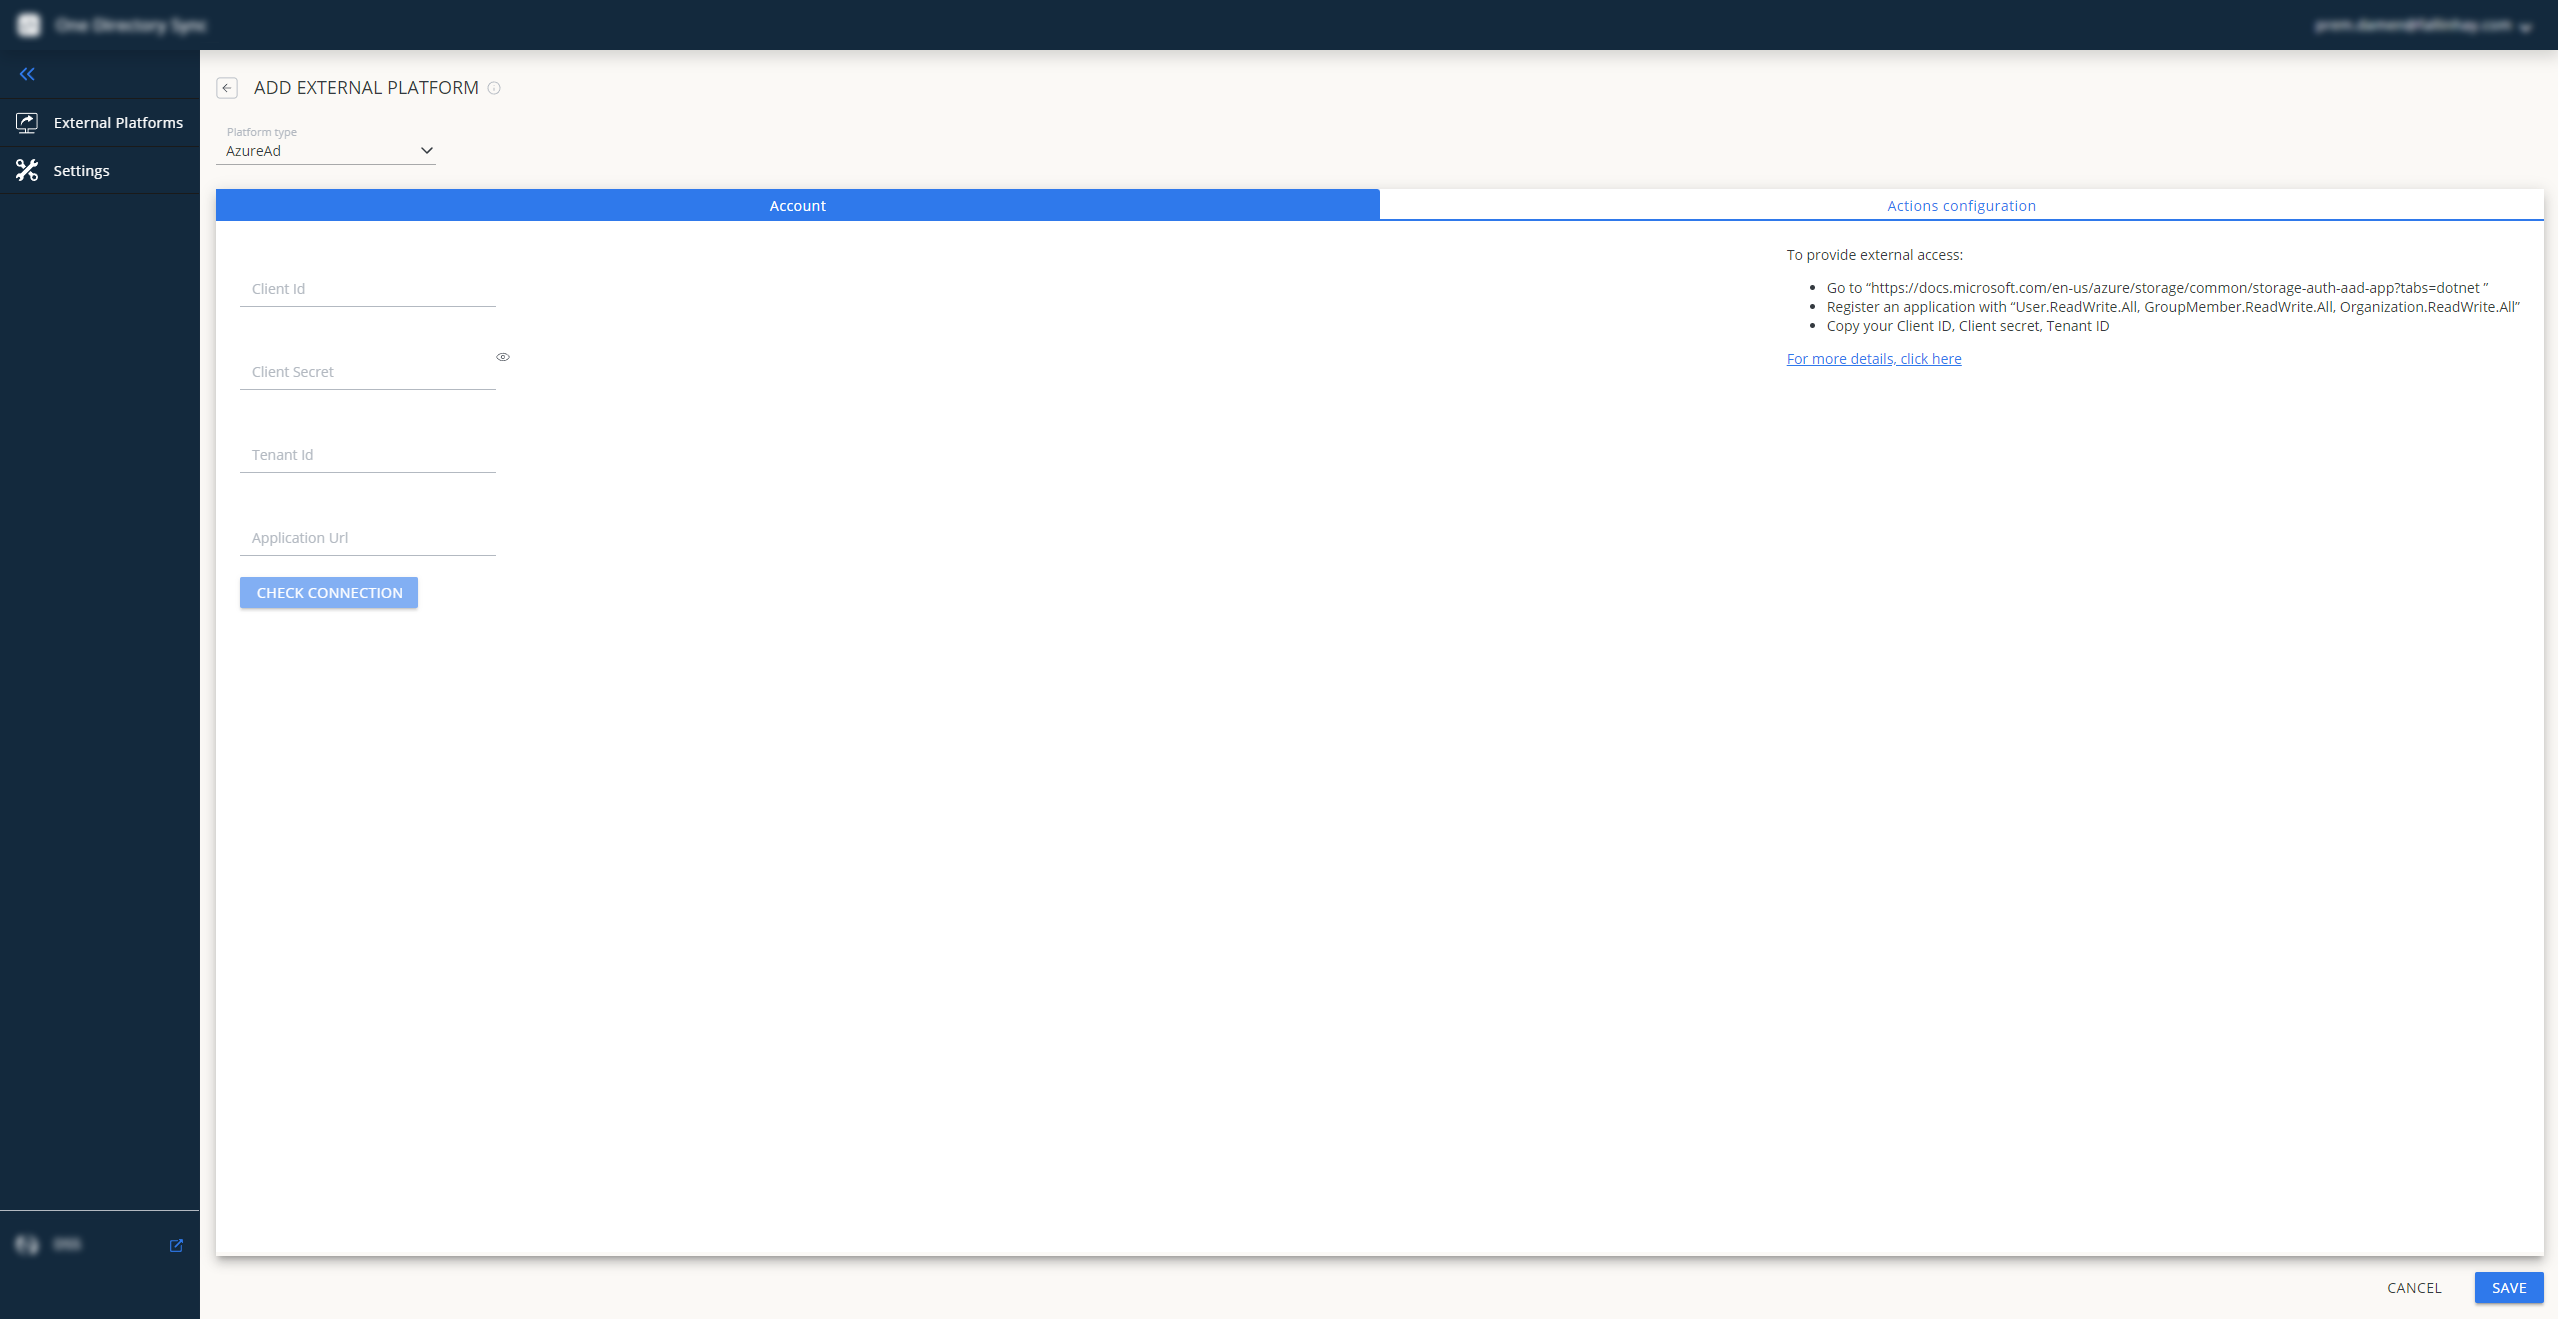 One Directory Sync
External Platforms
Settings
ADD EXTERNAL PLATFORM
Platform type
AzureAd
Account
Actions configuration
Client Id
Client Secret
Tenant Id
Application Url
CHECK CONNECTION
To provide external access:
Go to “https://docs.microsoft.com/en-us/azure/storage/common/storage-auth-aad-app?tabs=dotnet ”
Register an application with “User.ReadWrite.All, GroupMember.ReadWrite.All, Organization.ReadWrite.All”
Copy your Client ID, Client secret, Tenant ID
For more details, click here
CANCEL
SAVE